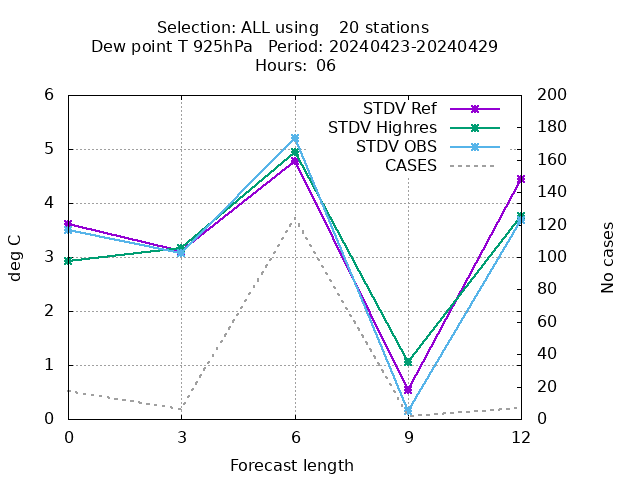 Selection: ALL using    20 stations
Dew point T 925hPa   Period: 20240423-20240429
Hours: 06
STDV Ref
STDV Highres
STDV OBS
CASES
deg C
6
5
4
3
2
1
0
200
180
160
140
120
100
80
60
40
20
0
No cases
0 3 6 9 12
Forecast length